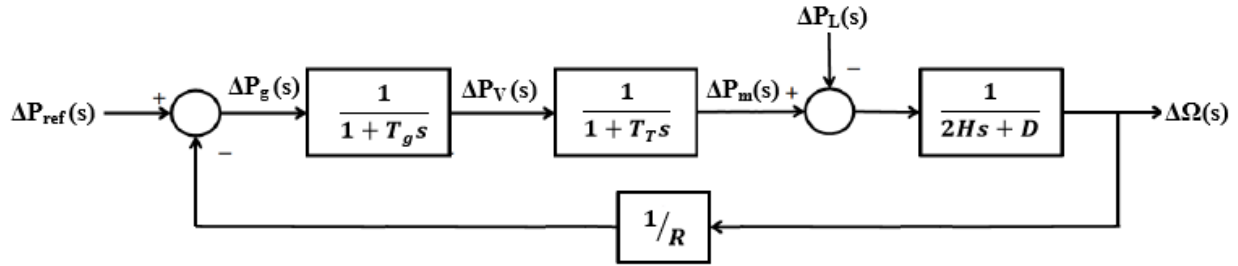 ΔP_L(s)
ΔP_ref(s)
+
−
ΔP_g(s)
1 / (1 + T_g s)
ΔP_V(s)
1 / (1 + T_T s)
ΔP_m(s)
+
−
1 / (2Hs + D)
ΔΩ(s)
1/R